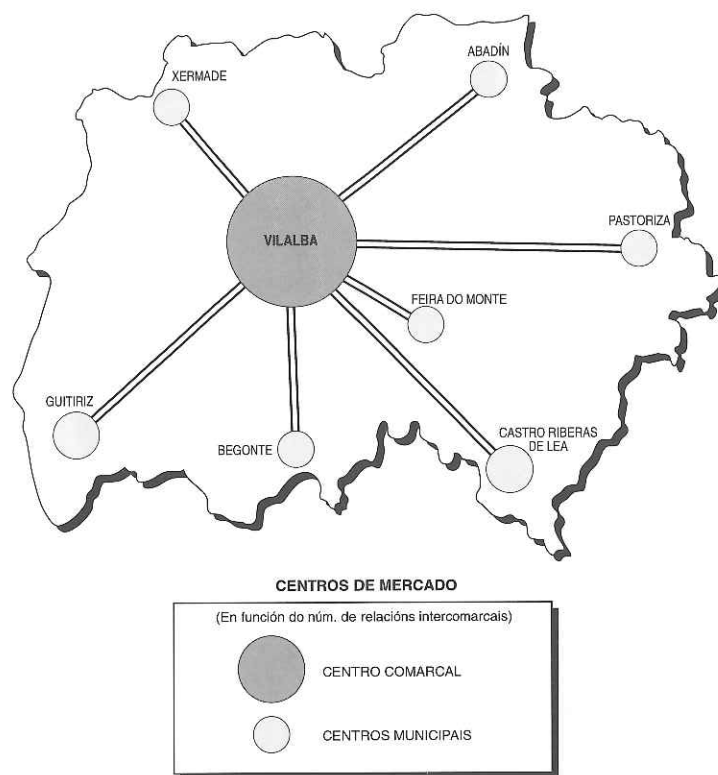 ABADÍN
XERMADE
VILALBA
PASTORIZA
FEIRA DO MONTE
GUITIRIZ
BEGONTE
CASTRO RIBERAS
DE LEA
CENTROS DE MERCADO
(En función do núm. de relacións intercomarcais)
CENTRO COMARCAL
CENTROS MUNICIPAIS